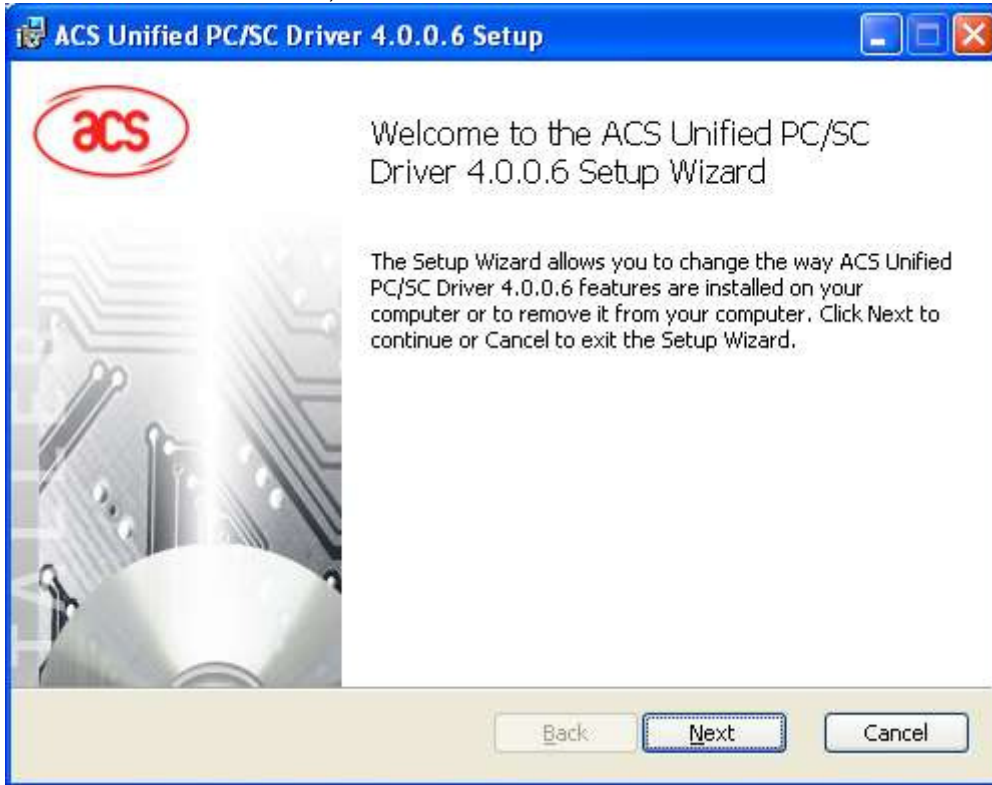 ACS Unified PC/SC Driver 4.0.0.6 Setup
acs
Welcome to the ACS Unified PC/SC
Driver 4.0.0.6 Setup Wizard
The Setup Wizard allows you to change the way ACS Unified
PC/SC Driver 4.0.0.6 features are installed on your
computer or to remove it from your computer. Click Next to
continue or Cancel to exit the Setup Wizard.
Back Next Cancel